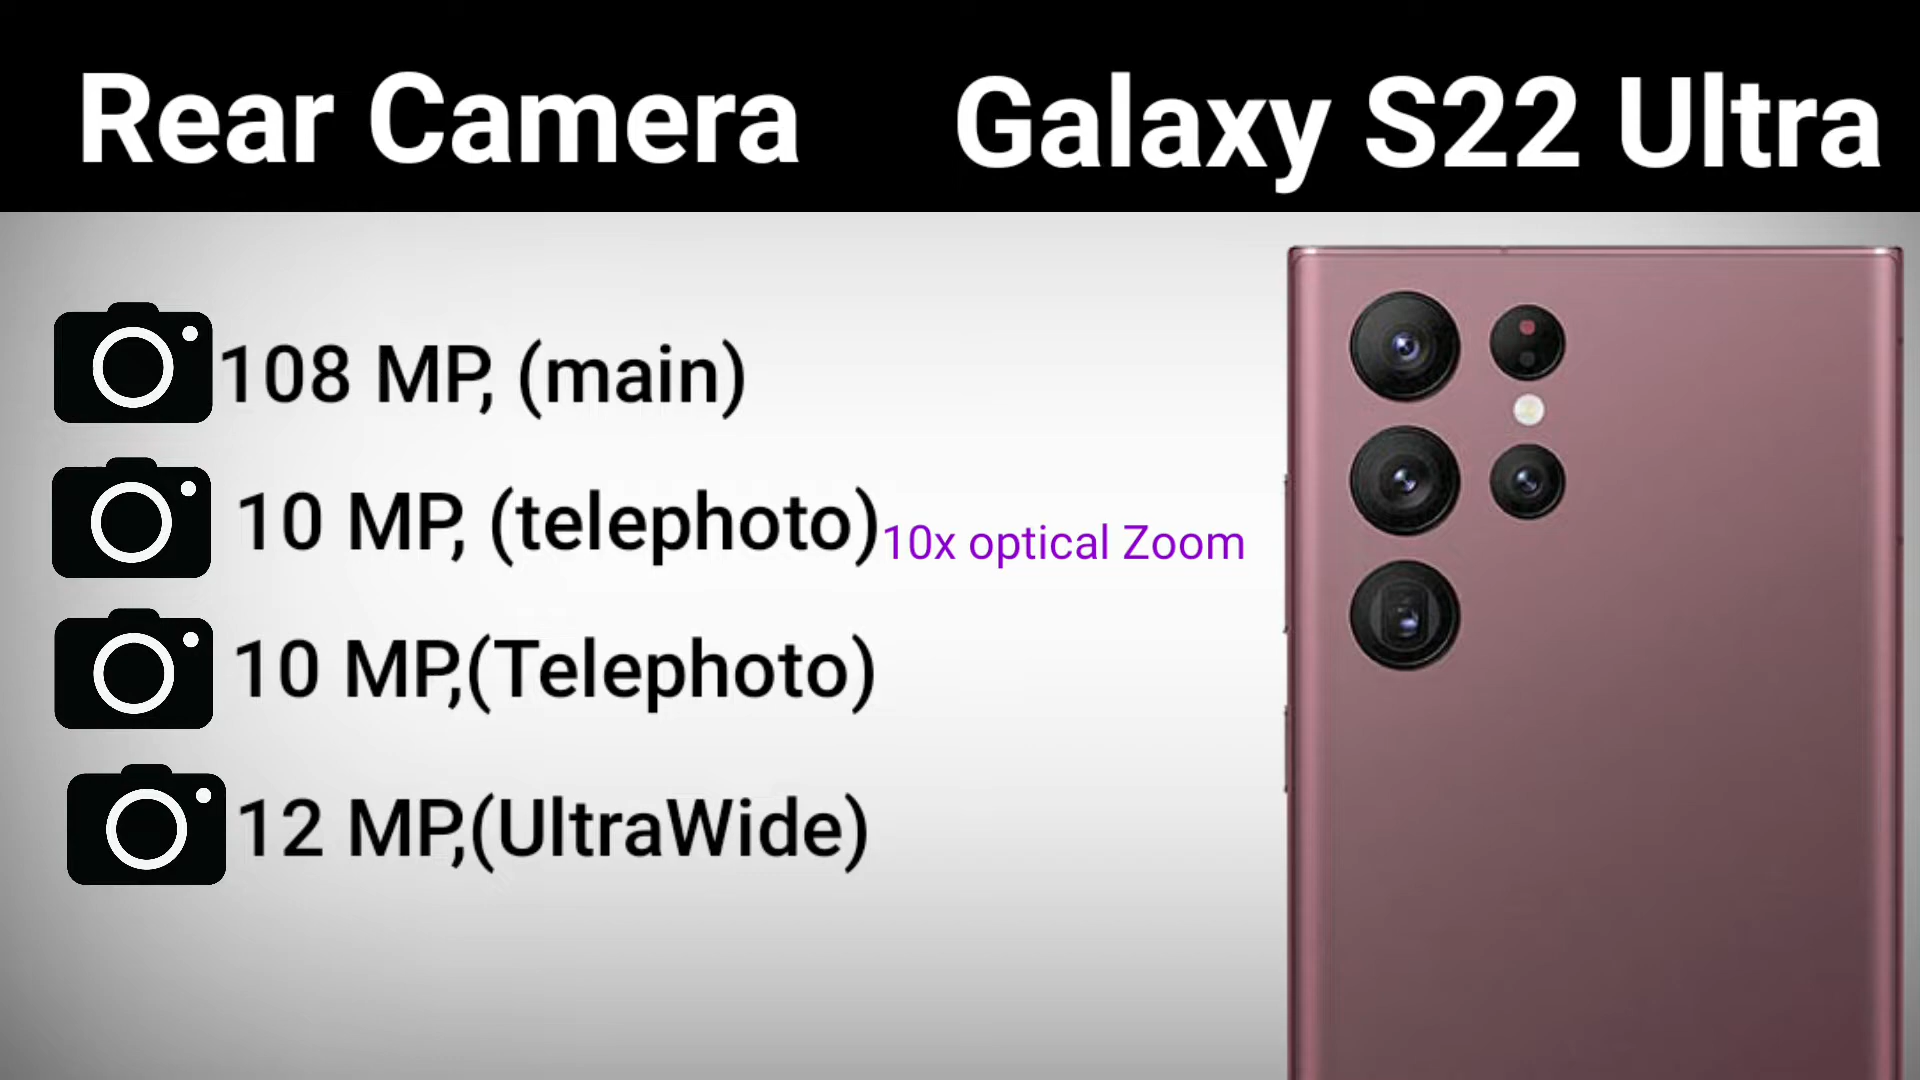 Rear Camera
Galaxy S22 Ultra
108 MP, (main)
10 MP, (telephoto)
10x optical Zoom
10 MP,(Telephoto)
12 MP,(UltraWide)